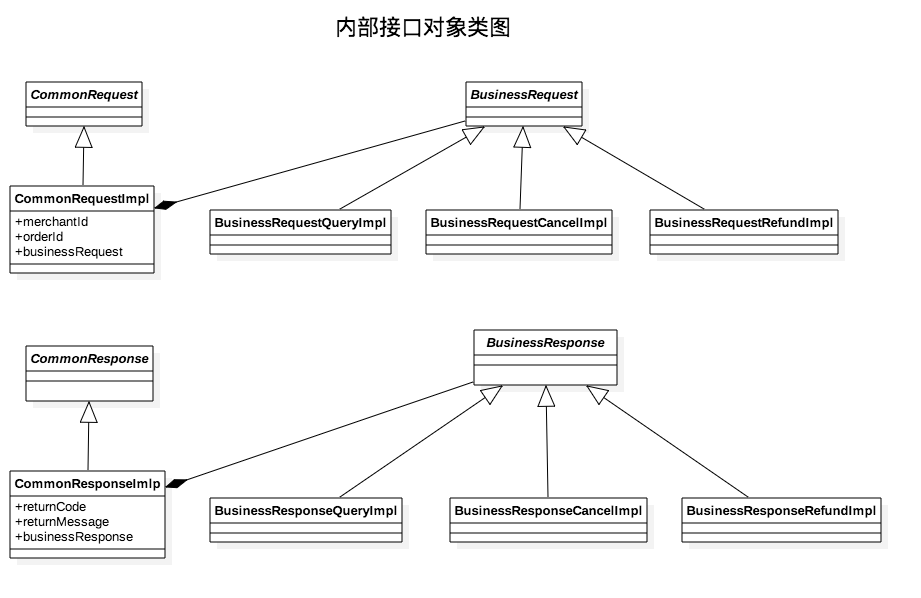 内部接口对象类图
CommonRequest
BusinessRequest
CommonRequestImpl
+merchantId
+orderId
+businessRequest
BusinessRequestQueryImpl
BusinessRequestCancelImpl
BusinessRequestRefundImpl
CommonResponse
BusinessResponse
CommonResponseImlp
+returnCode
+returnMessage
+businessResponse
BusinessResponseQueryImpl
BusinessResponseCancelImpl
BusinessResponseRefundImpl